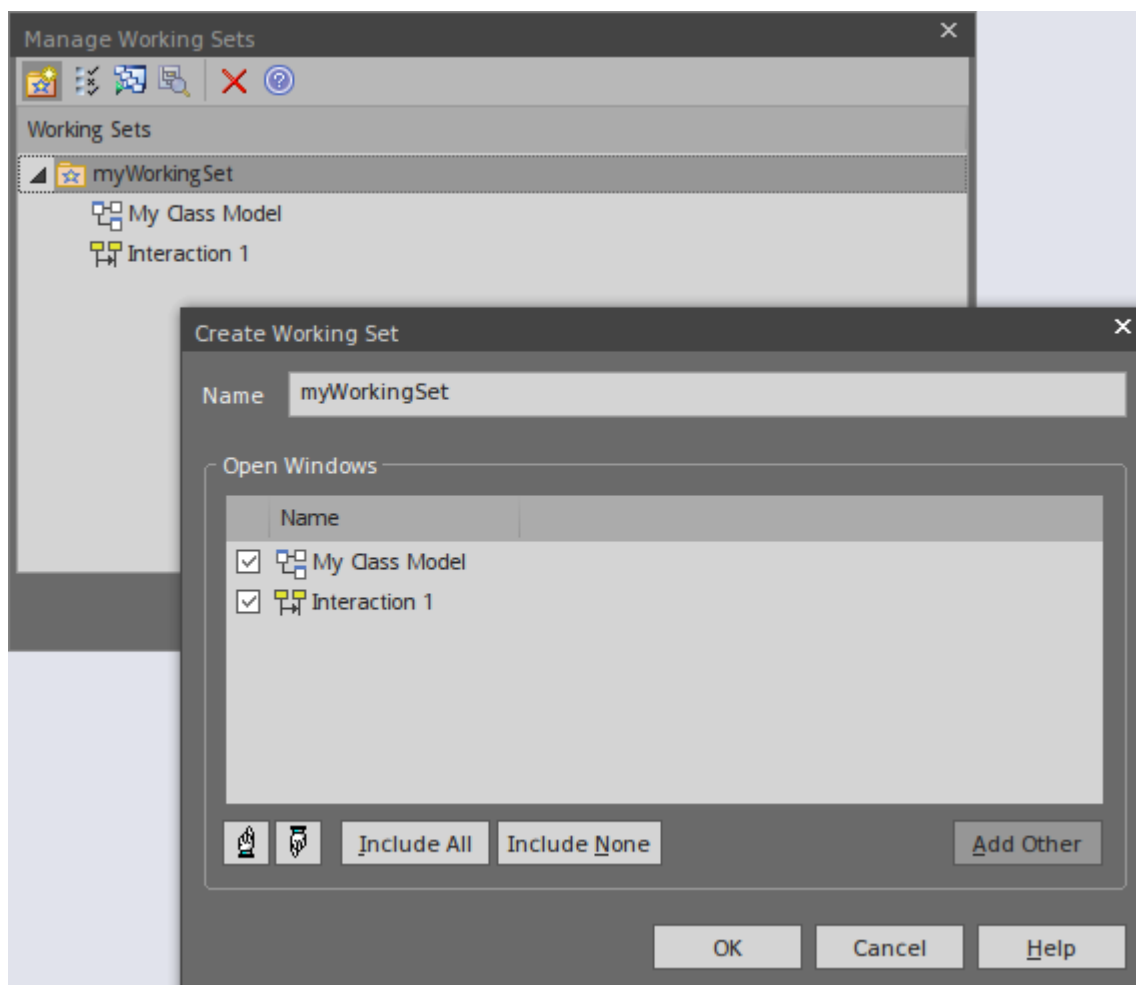 Manage Working Sets
Working Sets
myWorkingSet
My Class Model
Interaction 1
Create Working Set
Name myWorkingSet
Open Windows
Name
My Class Model
Interaction 1
Include All Include None Add Other
OK Cancel Help